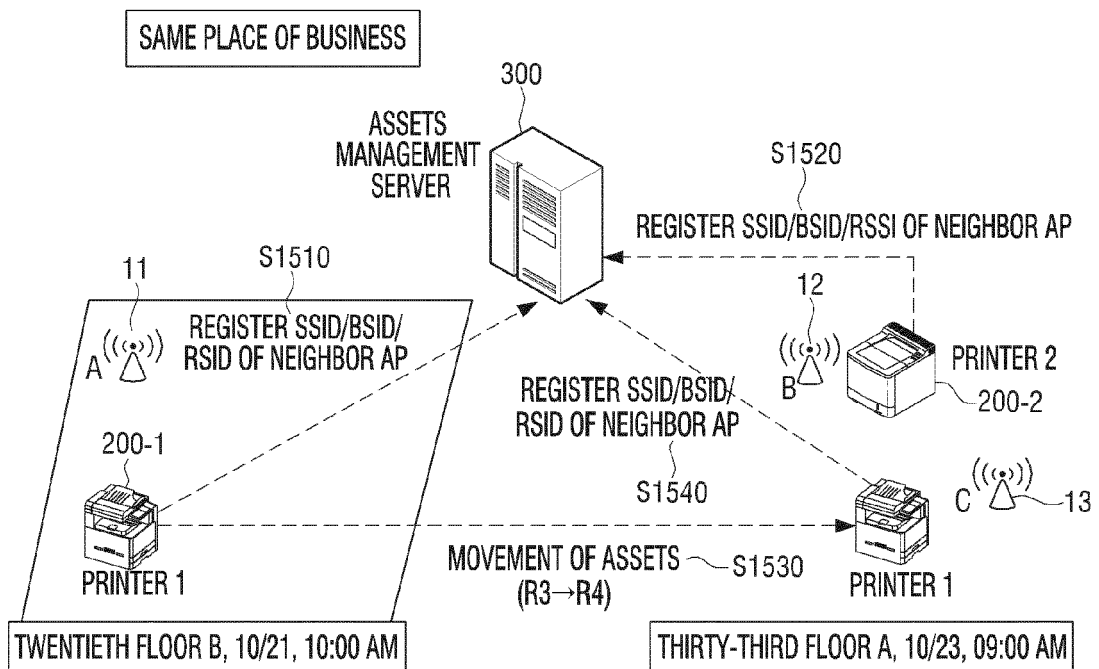 SAME PLACE OF BUSINESS
300
ASSETS
MANAGEMENT
SERVER
S1520
REGISTER SSID/BSID/RSSI OF NEIGHBOR AP
11
S1510
REGISTER SSID/BSID/
RSID OF NEIGHBOR AP
A
12
B
PRINTER 2
200-2
REGISTER SSID/BSID/
RSID OF NEIGHBOR AP
S1540
200-1
PRINTER 1
C
13
MOVEMENT OF ASSETS
(R3→R4)
S1530
PRINTER 1
TWENTIETH FLOOR B, 10/21, 10:00 AM
THIRTY-THIRD FLOOR A, 10/23, 09:00 AM